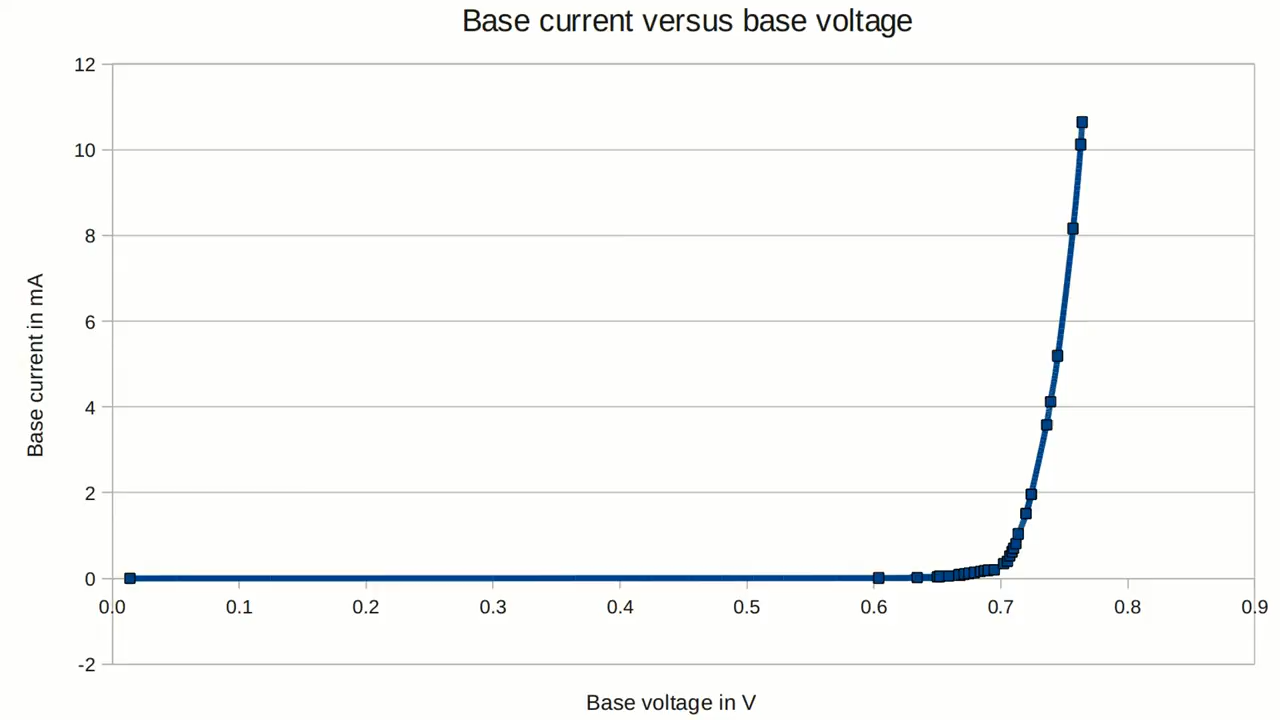 Base current versus base voltage
12
10
8
6
4
2
0
-2
Base current in mA
0.0 0.1 0.2 0.3 0.4 0.5 0.6 0.7 0.8 0.9
Base voltage in V